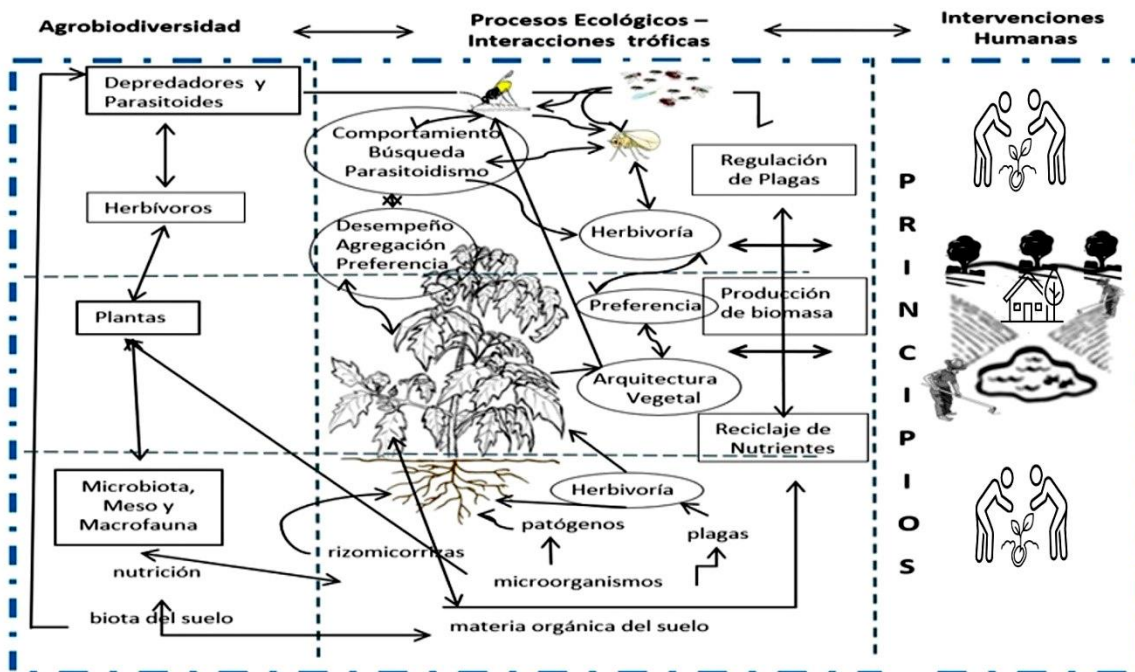 Agrobiodiversidad
Procesos Ecológicos –
Interacciones tróficas
Intervenciones
Humanas
Depredadores y
Parasitoides
Herbívoros
Plantas
Microbiota,
Meso y
Macrofauna
nutrición
biota del suelo
Comportamiento
Búsqueda
Parasitoidismo
Desempeño
Agregación
Preferencia
Herbivoría
Preferencia
Arquitectura
Vegetal
Herbivoría
patógenos
plagas
rizomicorrizas
microorganismos
materia orgánica del suelo
Regulación
de Plagas
Producción
de biomasa
Reciclaje de
Nutrientes
P
R
I
N
C
I
P
I
O
S